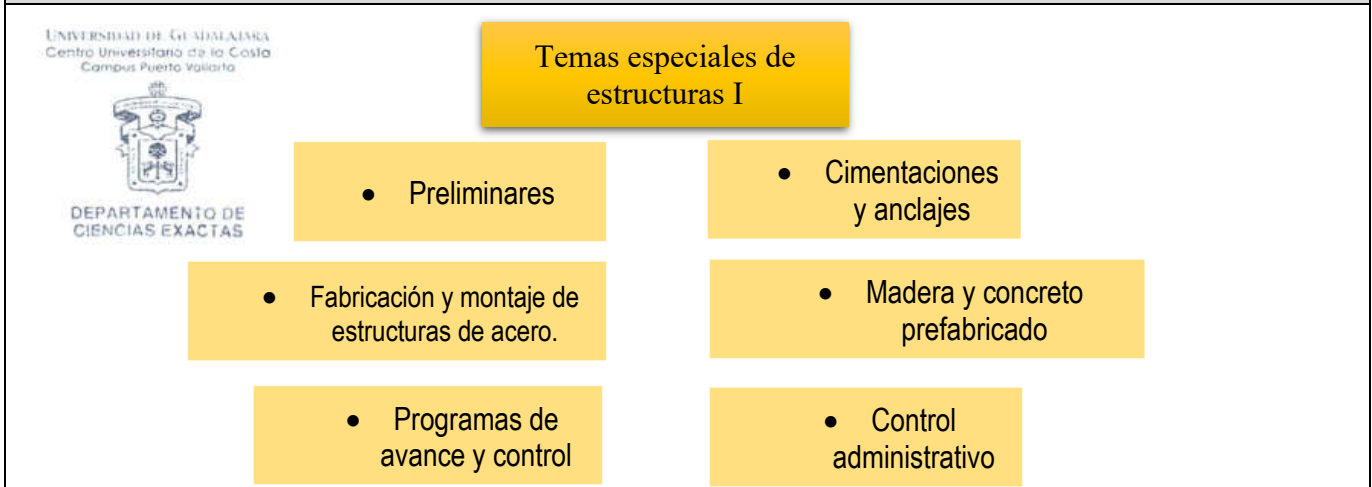 UNIVERSIDAD DE GUADALAJARA
Centro Universitario de la Costa
Campus Puerto Vallarta
DEPARTAMENTO DE
CIENCIAS EXACTAS
Temas especiales de
estructuras I
• Preliminares
• Cimentaciones
y anclajes
• Fabricación y montaje de
estructuras de acero.
• Madera y concreto
prefabricado
• Programas de
avance y control
• Control
administrativo